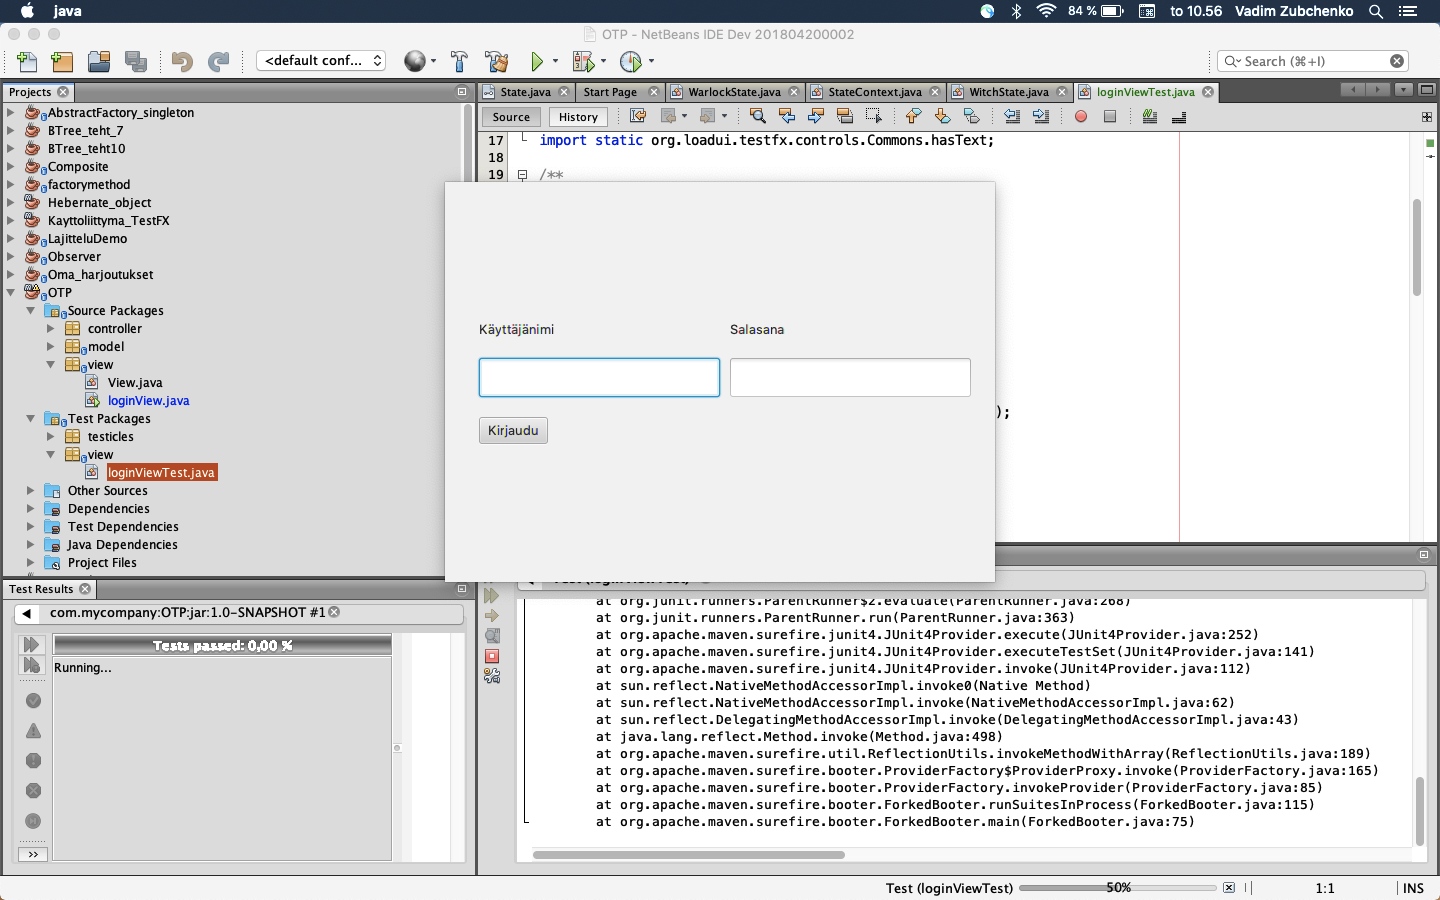 java
84 %
to 10.56
Vadim Zubchenko
OTP - NetBeans IDE Dev 201804200002
<default conf...
Search (⌘+I)
Projects
State.java
Start Page
WarlockState.java
StateContext.java
WitchState.java
loginViewTest.java
Source
History
AbstractFactory_singleton
BTree_teht_7
BTree_teht10
Composite
factorymethod
Hebernate_object
Kayttoliittyma_TestFX
LajitteluDemo
Observer
Oma_harjoutukset
OTP
Source Packages
controller
model
view
View.java
loginView.java
Test Packages
testicles
view
loginViewTest.java
Other Sources
Dependencies
Test Dependencies
Java Dependencies
Project Files
17 import static org.loadui.testfx.controls.Commons.hasText;
18
19 /**
);
Käyttäjänimi
Salasana
Kirjaudu
Test Results
com.mycompany:OTP:jar:1.0-SNAPSHOT #1
Tests passed: 0,00 %
Running...
>>
Test (loginViewTest)
at org.junit.runners.ParentRunner$2.evaluate(ParentRunner.java:268)
at org.junit.runners.ParentRunner.run(ParentRunner.java:363)
at org.apache.maven.surefire.junit4.JUnit4Provider.execute(JUnit4Provider.java:252)
at org.apache.maven.surefire.junit4.JUnit4Provider.executeTestSet(JUnit4Provider.java:141)
at org.apache.maven.surefire.junit4.JUnit4Provider.invoke(JUnit4Provider.java:112)
at sun.reflect.NativeMethodAccessorImpl.invoke0(Native Method)
at sun.reflect.NativeMethodAccessorImpl.invoke(NativeMethodAccessorImpl.java:62)
at sun.reflect.DelegatingMethodAccessorImpl.invoke(DelegatingMethodAccessorImpl.java:43)
at java.lang.reflect.Method.invoke(Method.java:498)
at org.apache.maven.surefire.util.ReflectionUtils.invokeMethodWithArray(ReflectionUtils.java:189)
at org.apache.maven.surefire.booter.ProviderFactory$ProviderProxy.invoke(ProviderFactory.java:165)
at org.apache.maven.surefire.booter.ProviderFactory.invokeProvider(ProviderFactory.java:85)
at org.apache.maven.surefire.booter.ForkedBooter.runSuitesInProcess(ForkedBooter.java:115)
at org.apache.maven.surefire.booter.ForkedBooter.main(ForkedBooter.java:75)
Test (loginViewTest)
50%
1:1
INS